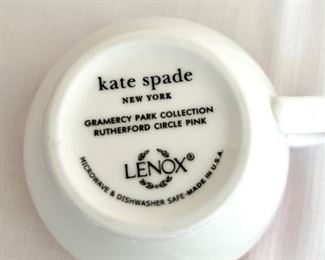 kate spade
NEW YORK
GRAMERCY PARK COLLECTION
RUTHERFORD CIRCLE PINK
LENOX®
MICROWAVE & DISHWASHER SAFE-MADE IN U.S.A.